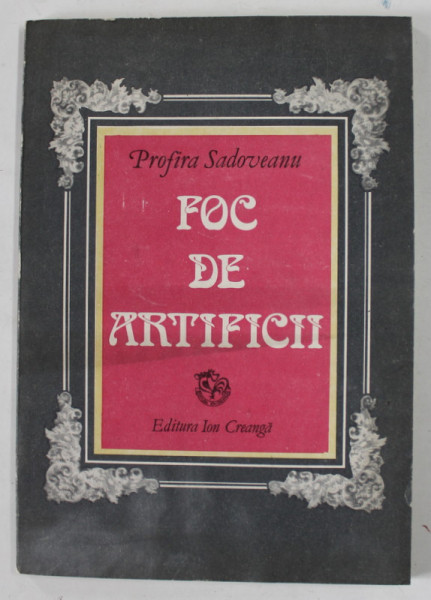 Profira Sadoveanu
FOC
DE
ARTIFICII
Editura Ion Creangă